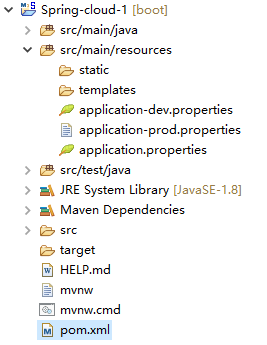 Spring-cloud-1 [boot]
src/main/java
src/main/resources
static
templates
application-dev.properties
application-prod.properties
application.properties
src/test/java
JRE System Library [JavaSE-1.8]
Maven Dependencies
src
target
HELP.md
mvnw
mvnw.cmd
pom.xml